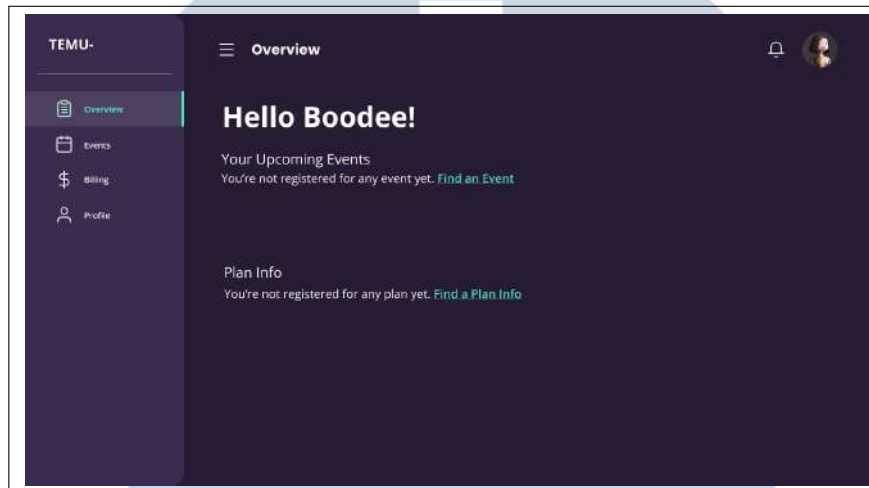 TEMU-
Overview
Overview
Events
Billing
Profile
Hello Boodee!
Your Upcoming Events
You're not registered for any event yet. Find an Event
Plan Info
You're not registered for any plan yet. Find a Plan Info